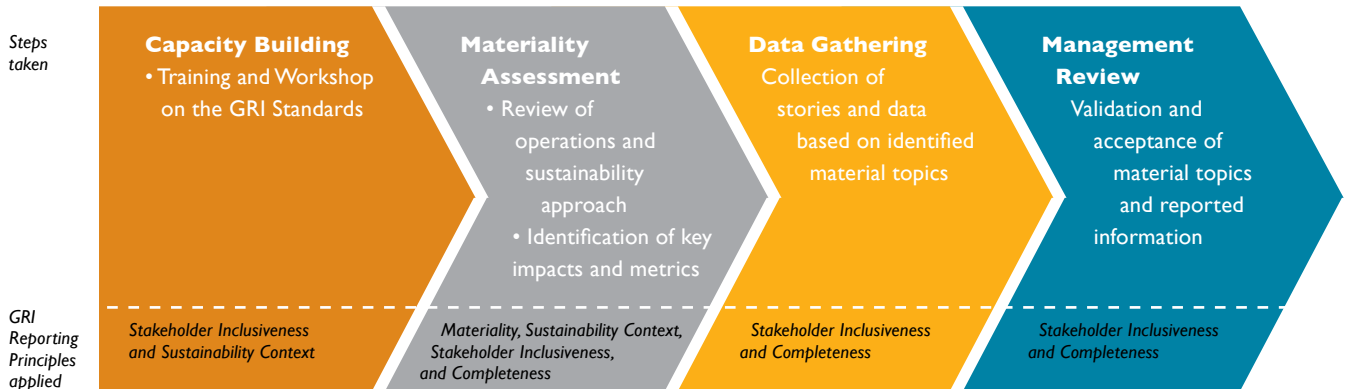 Steps
taken
Capacity Building
• Training and Workshop
on the GRI Standards
Materiality
Assessment
• Review of
operations and
sustainability
approach
• Identification of key
impacts and metrics
Data Gathering
Collection of
stories and data
based on identified
material topics
Management
Review
Validation and
acceptance of
material topics
and reported
information
GRI
Reporting
Principles
applied
Stakeholder Inclusiveness
and Sustainability Context
Materiality, Sustainability Context,
Stakeholder Inclusiveness,
and Completeness
Stakeholder Inclusiveness
and Completeness
Stakeholder Inclusiveness
and Completeness